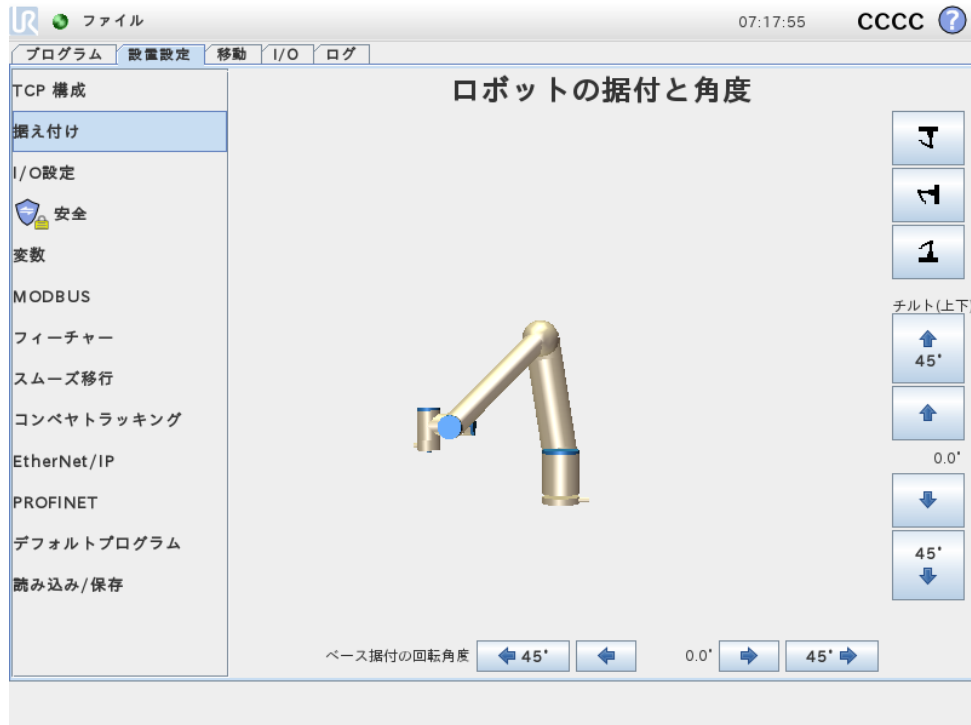 UR ファイル 07:17:55 CCCC ?
プログラム 設置設定 移動 I/O ログ
TCP 構成
据え付け
I/O設定
安全
変数
MODBUS
フィーチャー
スムーズ移行
コンベヤトラッキング
EtherNet/IP
PROFINET
デフォルトプログラム
読み込み/保存
ロボットの据付と角度
チルト(上下)
45°
0.0°
45°
ベース据付の回転角度 45° 0.0° 45°